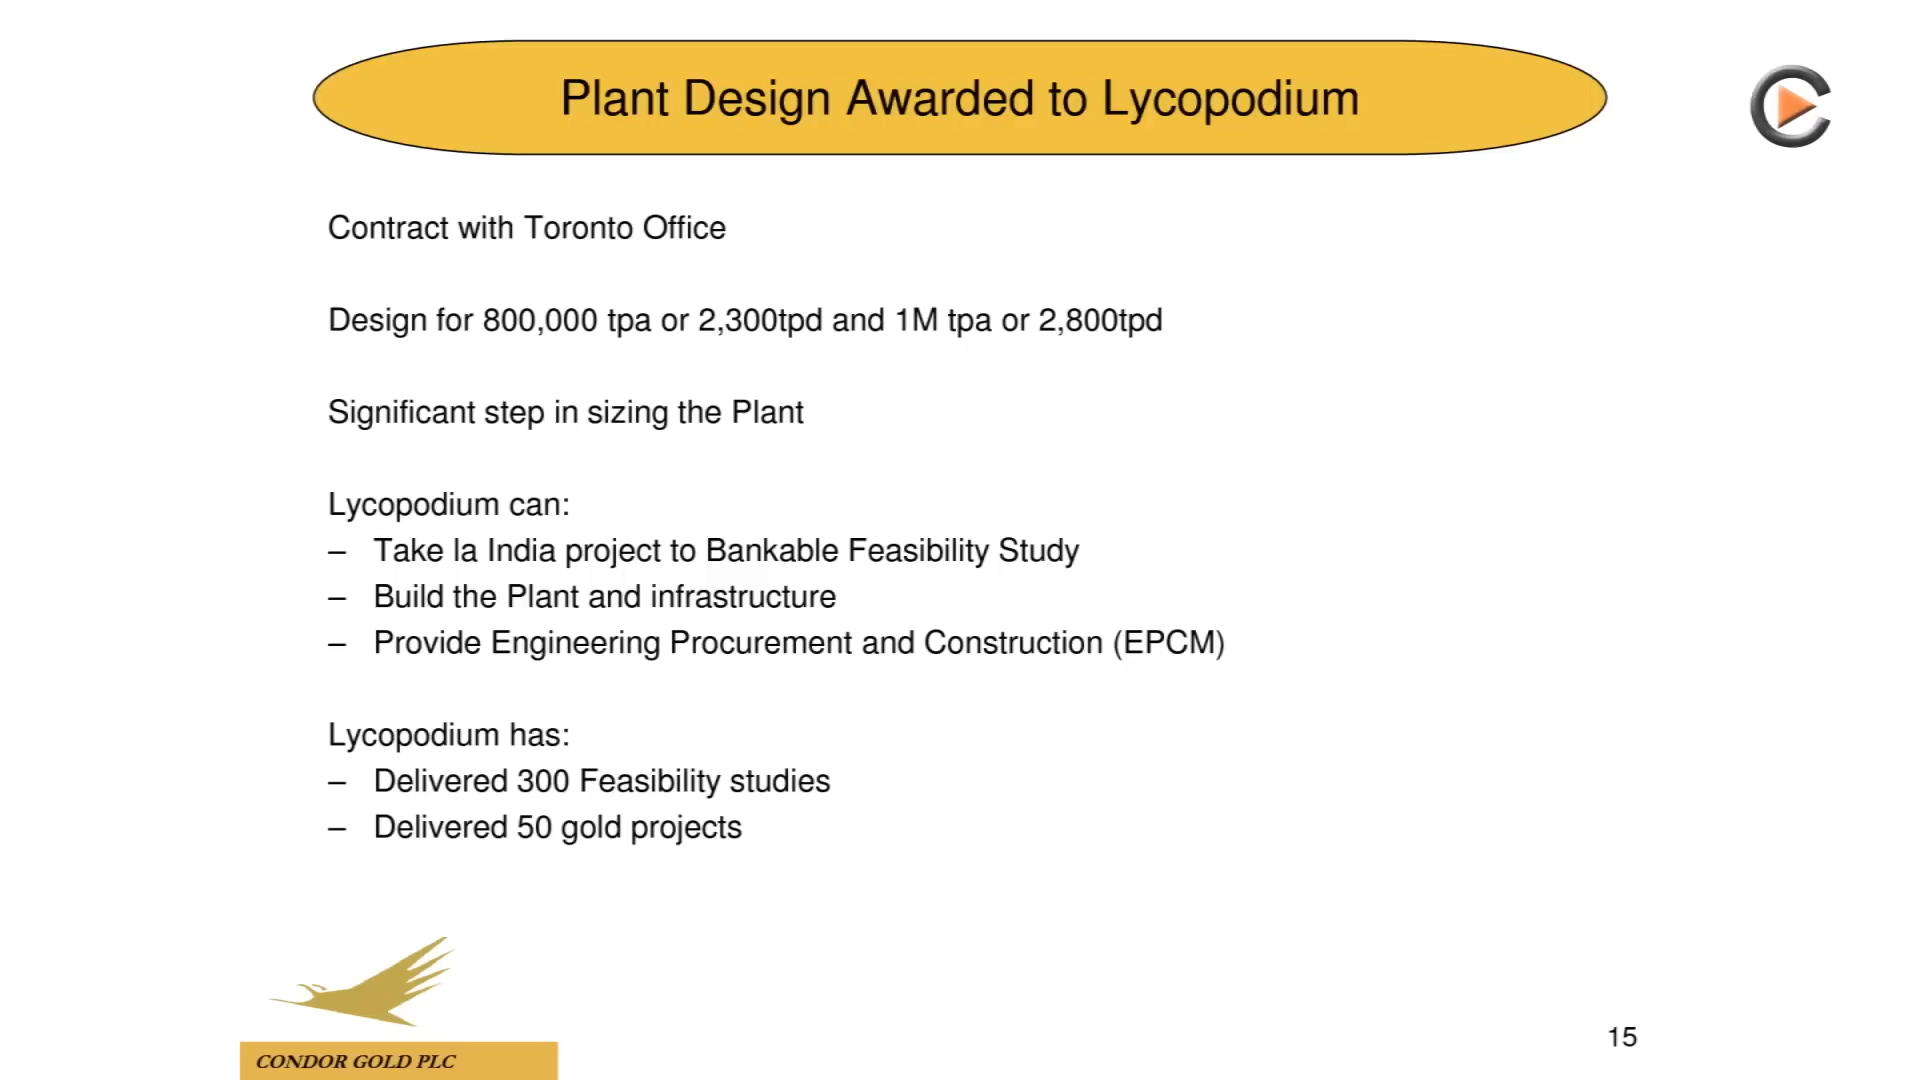 Plant Design Awarded to Lycopodium
Contract with Toronto Office
Design for 800,000 tpa or 2,300tpd and 1M tpa or 2,800tpd
Significant step in sizing the Plant
Lycopodium can:
– Take la India project to Bankable Feasibility Study
– Build the Plant and infrastructure
– Provide Engineering Procurement and Construction (EPCM)
Lycopodium has:
– Delivered 300 Feasibility studies
– Delivered 50 gold projects
CONDOR GOLD PLC
15